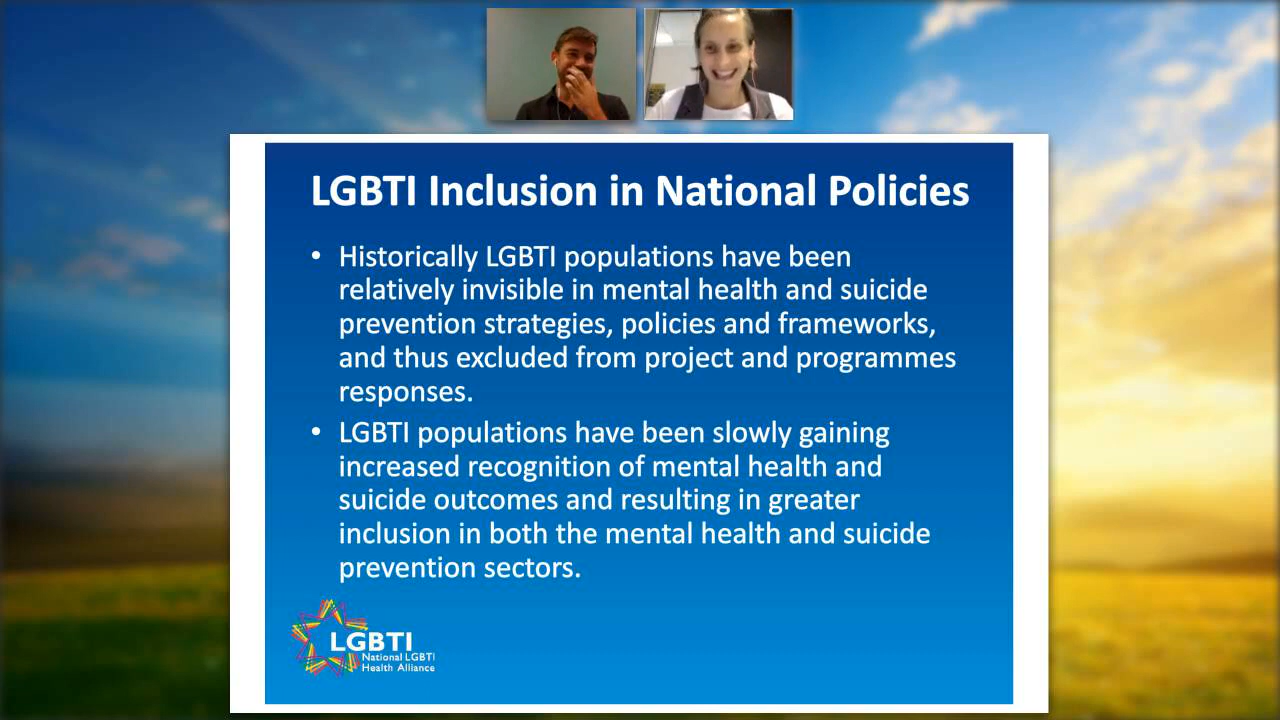 LGBTI Inclusion in National Policies
• Historically LGBTI populations have been
relatively invisible in mental health and suicide
prevention strategies, policies and frameworks,
and thus excluded from project and programmes
responses.
• LGBTI populations have been slowly gaining
increased recognition of mental health and
suicide outcomes and resulting in greater
inclusion in both the mental health and suicide
prevention sectors.
LGBTI
National LGBTI
Health Alliance